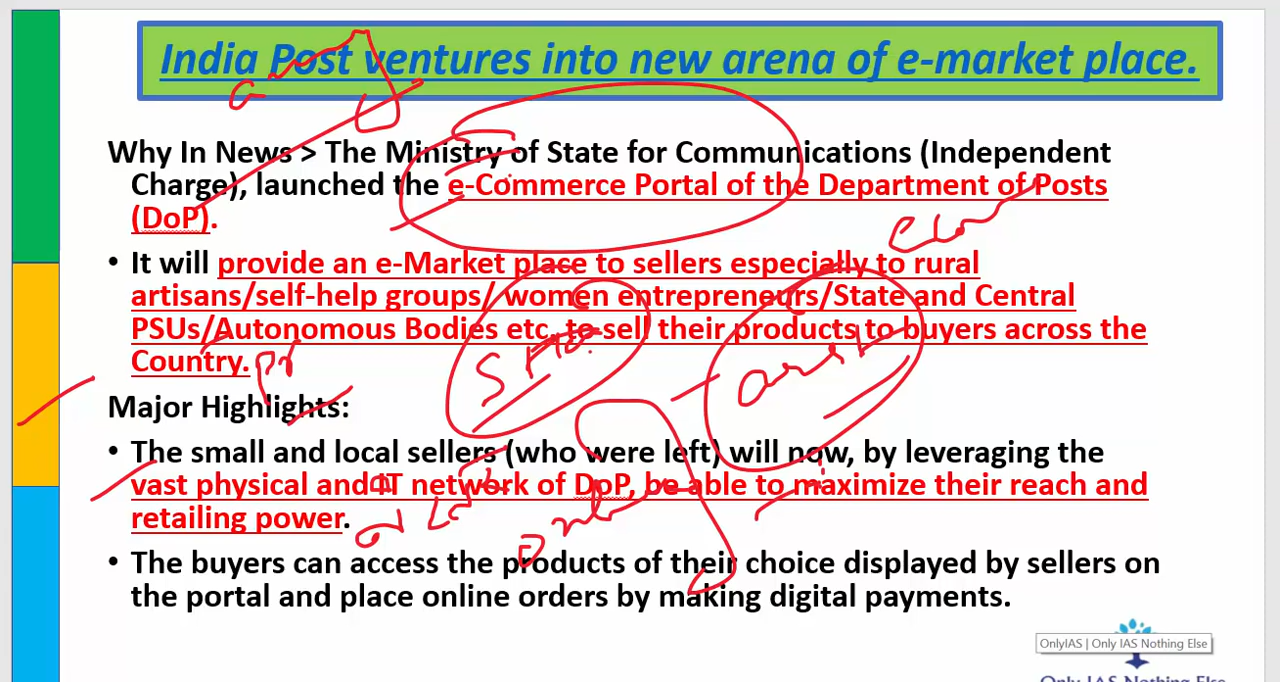 India Post ventures into new arena of e-market place.
Why In News > The Ministry of State for Communications (Independent
Charge), launched the e-Commerce Portal of the Department of Posts
(DoP).
• It will provide an e-Market place to sellers especially to rural
artisans/self-help groups/ women entrepreneurs/State and Central
PSUs/Autonomous Bodies etc. to sell their products to buyers across the
Country.
Major Highlights:
• The small and local sellers (who were left) will now, by leveraging the
vast physical and IT network of DoP, be able to maximize their reach and
retailing power.
• The buyers can access the products of their choice displayed by sellers on
the portal and place online orders by making digital payments.
OnlyIAS | Only IAS Nothing Else
Only IAS Nothing Else